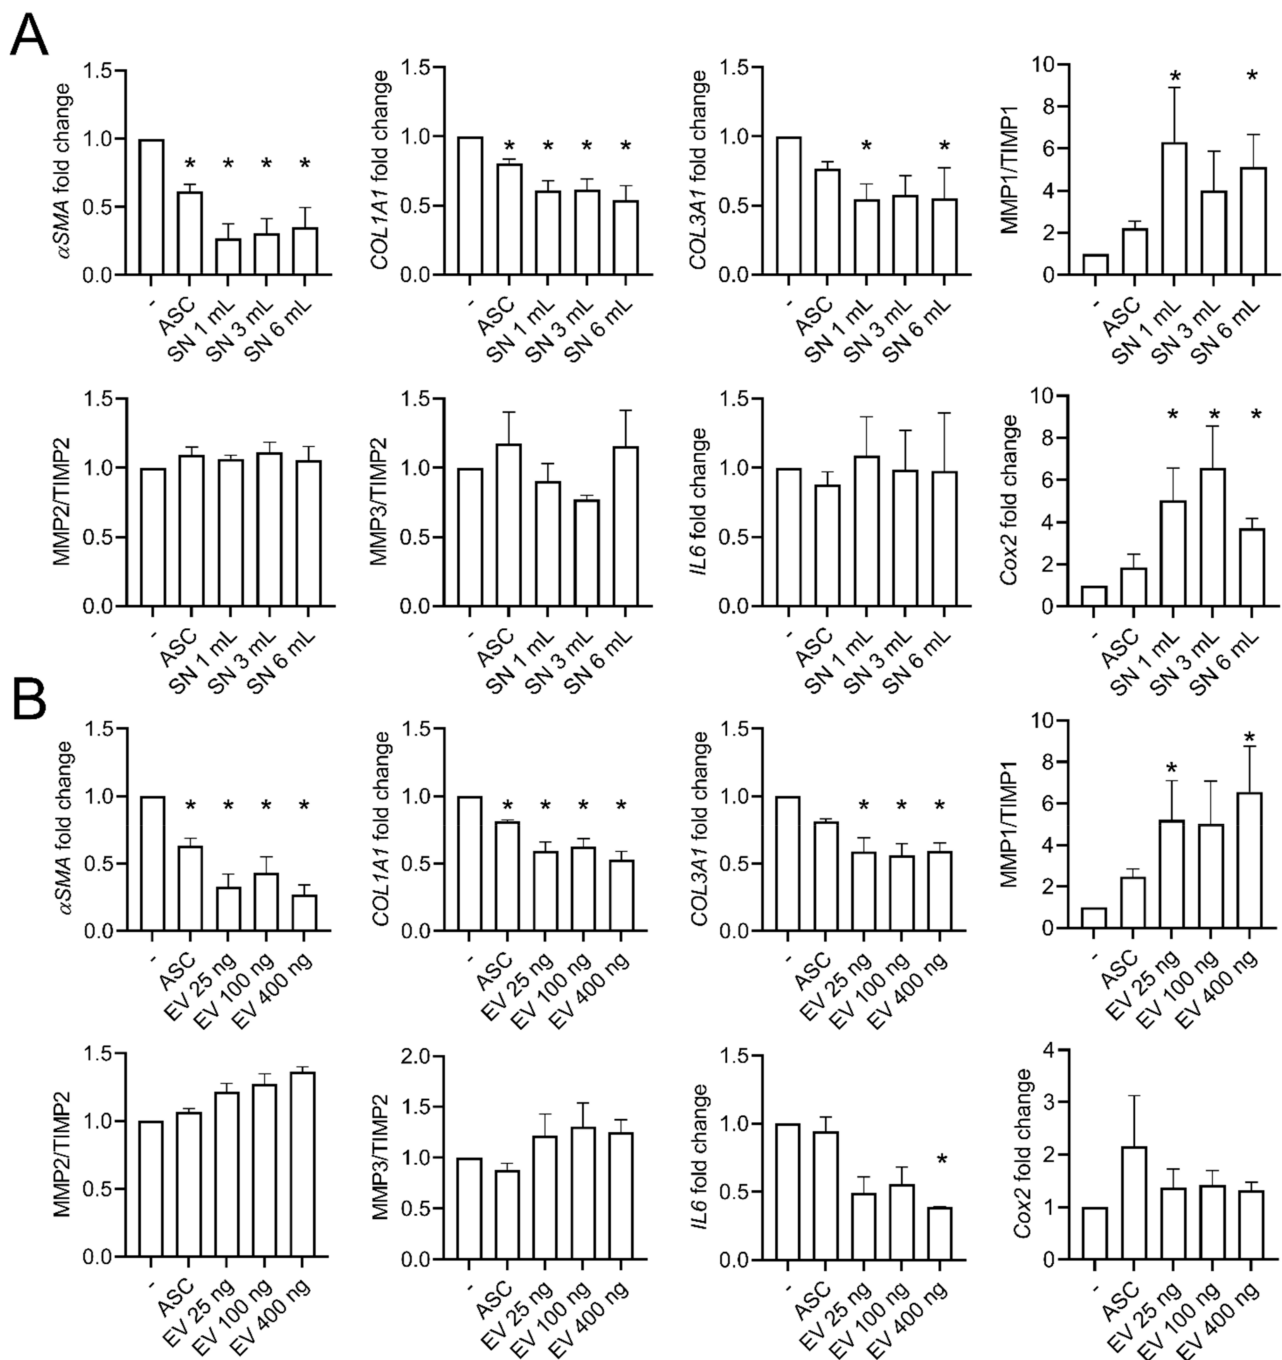 A
αSMA fold change
1.5
1.0
0.5
0.0
* * * *
- ASC SN 1 mL SN 3 mL SN 6 mL
COL1A1 fold change
1.5
1.0
0.5
0.0
* * * *
- ASC SN 1 mL SN 3 mL SN 6 mL
COL3A1 fold change
1.5
1.0
0.5
0.0
* *
- ASC SN 1 mL SN 3 mL SN 6 mL
MMP1/TIMP1
10
8
6
4
2
0
* *
- ASC SN 1 mL SN 3 mL SN 6 mL
MMP2/TIMP2
1.5
1.0
0.5
0.0
- ASC SN 1 mL SN 3 mL SN 6 mL
MMP3/TIMP2
1.5
1.0
0.5
0.0
- ASC SN 1 mL SN 3 mL SN 6 mL
IL6 fold change
1.5
1.0
0.5
0.0
- ASC SN 1 mL SN 3 mL SN 6 mL
Cox2 fold change
10
8
6
4
2
0
* * *
- ASC SN 1 mL SN 3 mL SN 6 mL
B
αSMA fold change
1.5
1.0
0.5
0.0
* * * *
- ASC EV 25 ng EV 100 ng EV 400 ng
COL1A1 fold change
1.5
1.0
0.5
0.0
* * * *
- ASC EV 25 ng EV 100 ng EV 400 ng
COL3A1 fold change
1.5
1.0
0.5
0.0
* * *
- ASC EV 25 ng EV 100 ng EV 400 ng
MMP1/TIMP1
10
8
6
4
2
0
* *
- ASC EV 25 ng EV 100 ng EV 400 ng
MMP2/TIMP2
1.5
1.0
0.5
0.0
- ASC EV 25 ng EV 100 ng EV 400 ng
MMP3/TIMP2
2.0
1.5
1.0
0.5
0.0
- ASC EV 25 ng EV 100 ng EV 400 ng
IL6 fold change
1.5
1.0
0.5
0.0
*
- ASC EV 25 ng EV 100 ng EV 400 ng
Cox2 fold change
4
3
2
1
0
- ASC EV 25 ng EV 100 ng EV 400 ng